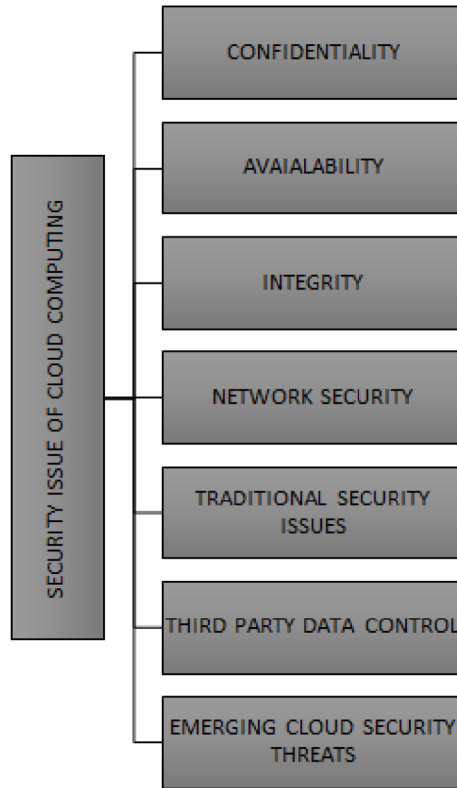 SECURITY ISSUE OF CLOUD COMPUTING
CONFIDENTIALITY
AVAIALABILITY
INTEGRITY
NETWORK SECURITY
TRADITIONAL SECURITY
ISSUES
THIRD PARTY DATA CONTROL
EMERGING CLOUD SECURITY
THREATS